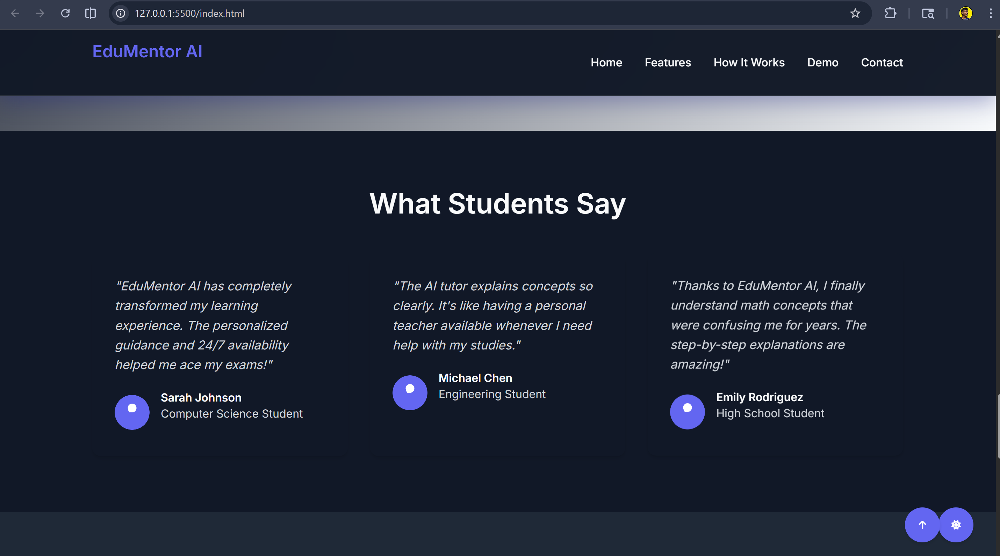 127.0.0.1:5500/index.html
EduMentor AI
Home Features How It Works Demo Contact
What Students Say
"EduMentor AI has completely
transformed my learning
experience. The personalized
guidance and 24/7 availability
helped me ace my exams!"
Sarah Johnson
Computer Science Student
"The AI tutor explains concepts so
clearly. It's like having a personal
teacher available whenever I need
help with my studies."
Michael Chen
Engineering Student
"Thanks to EduMentor AI, I finally
understand math concepts that
were confusing me for years. The
step-by-step explanations are
amazing!"
Emily Rodriguez
High School Student